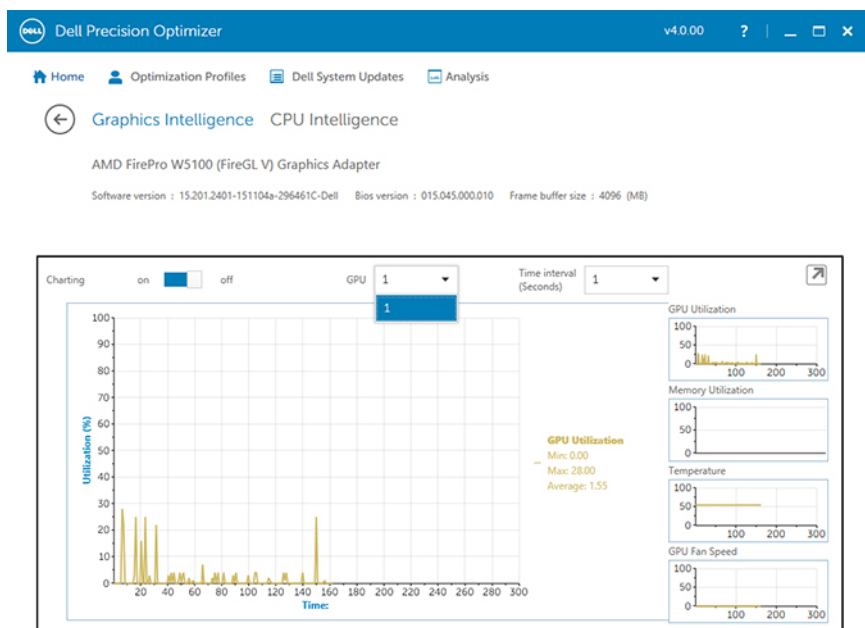 DELL Dell Precision Optimizer v4.0.00 ?
Home Optimization Profiles Dell System Updates Analysis
Graphics Intelligence CPU Intelligence
AMD FirePro W5100 (FireGL V) Graphics Adapter
Software version : 15.201.2401-151104a-296461C-Dell Bios version : 015.045.000.010 Frame buffer size : 4096 (MB)
Charting on off GPU 1 Time interval (Seconds) 1
1
100
90
80
70
60
50
40
30
20
10
0
Utilization (%)
20 40 60 80 100 120 140 160 180 200 220 240 260 280 300
Time:
GPU Utilization
Min: 0.00
Max: 28.00
Average: 1.55
GPU Utilization
100
50
0
100 200 300
Memory Utilization
100
50
0
Temperature
100
50
0
100 200 300
GPU Fan Speed
100
50
0
100 200 300